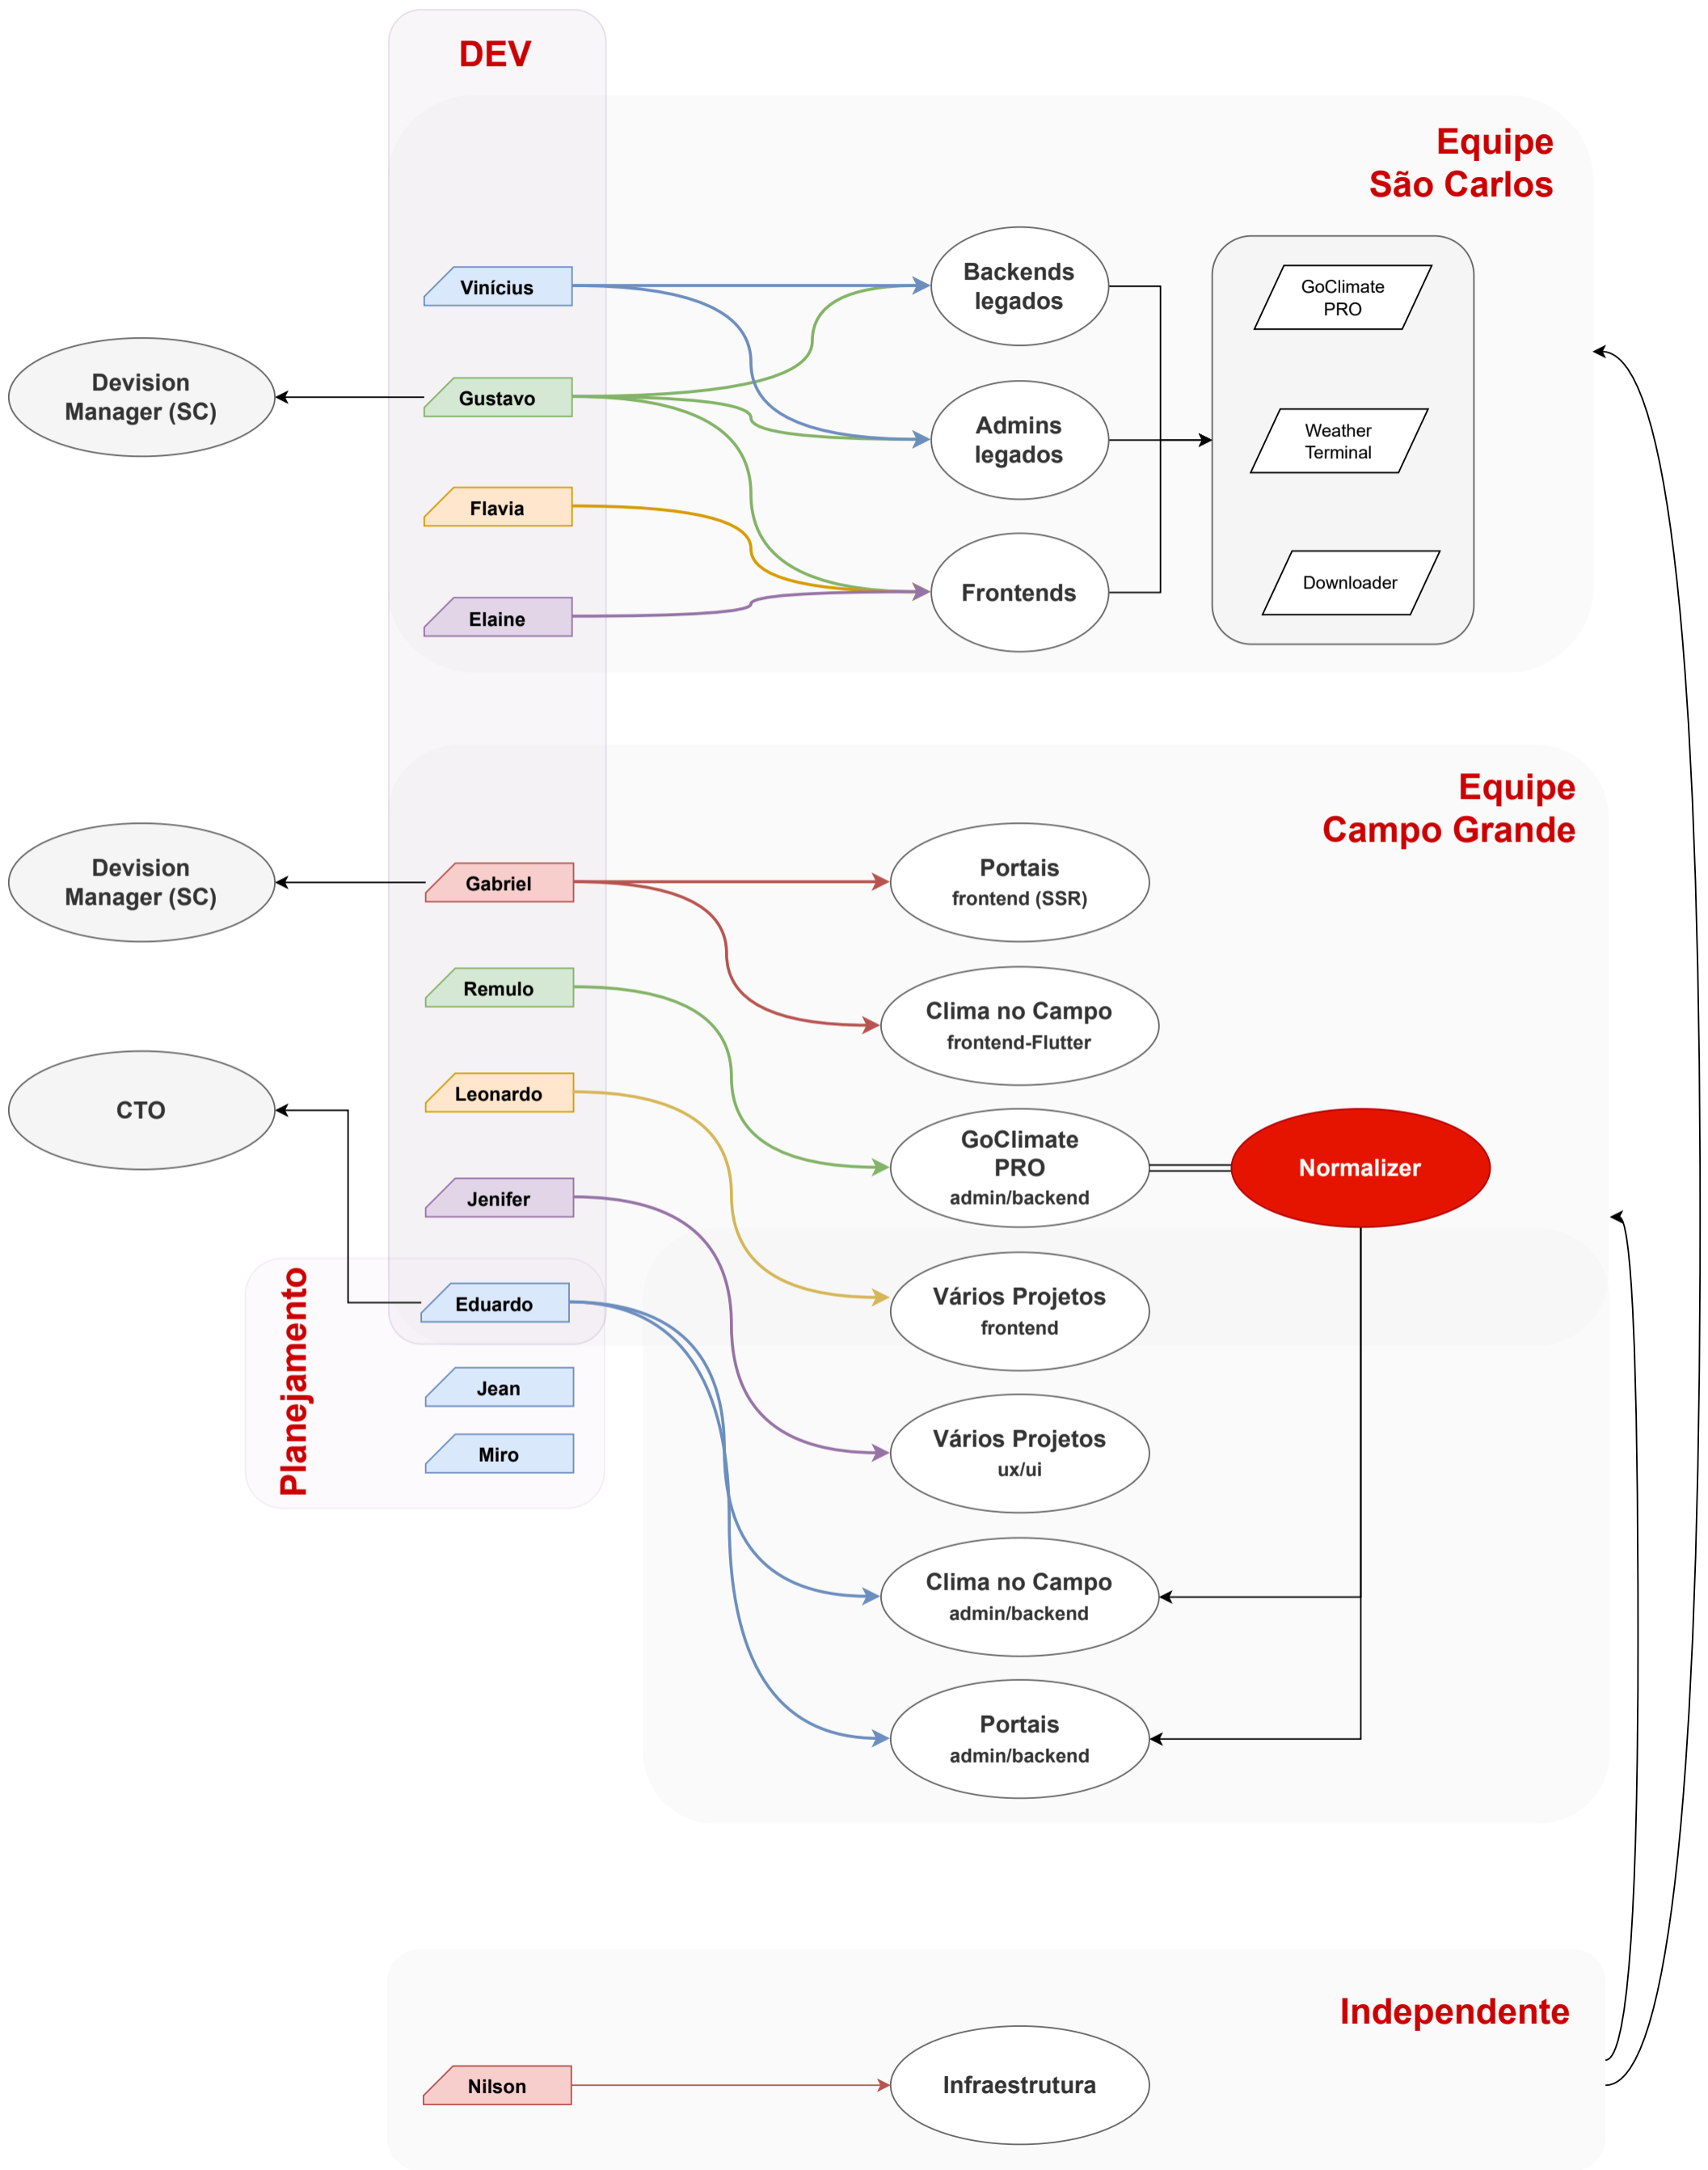 DEV
Equipe
São Carlos
Vinícius
Backends
legados
GoClimate
PRO
Devision
Manager (SC)
Gustavo
Admins
legados
Weather
Terminal
Flavia
Elaine
Frontends
Downloader
Equipe
Campo Grande
Devision
Manager (SC)
Gabriel
Portais
frontend (SSR)
Remulo
Clima no Campo
frontend-Flutter
CTO
Leonardo
GoClimate
PRO
admin/backend
Normalizer
Jenifer
Planejamento
Eduardo
Vários Projetos
frontend
Jean
Miro
Vários Projetos
ux/ui
Clima no Campo
admin/backend
Portais
admin/backend
Independente
Nilson
Infraestrutura